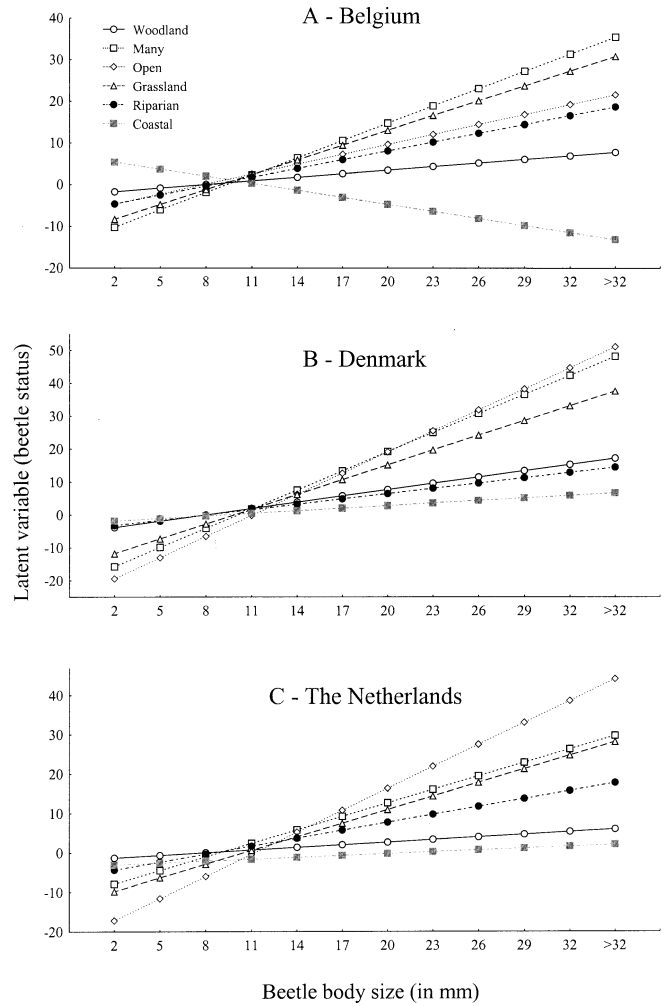 A - Belgium
Woodland
Many
Open
Grassland
Riparian
Coastal
40
30
20
10
0
-10
-20
2 5 8 11 14 17 20 23 26 29 32 >32
Latent variable (beetle status)
B - Denmark
50
40
30
20
10
0
-10
-20
2 5 8 11 14 17 20 23 26 29 32 >32
C - The Netherlands
40
30
20
10
0
-10
-20
2 5 8 11 14 17 20 23 26 29 32 >32
Beetle body size (in mm)